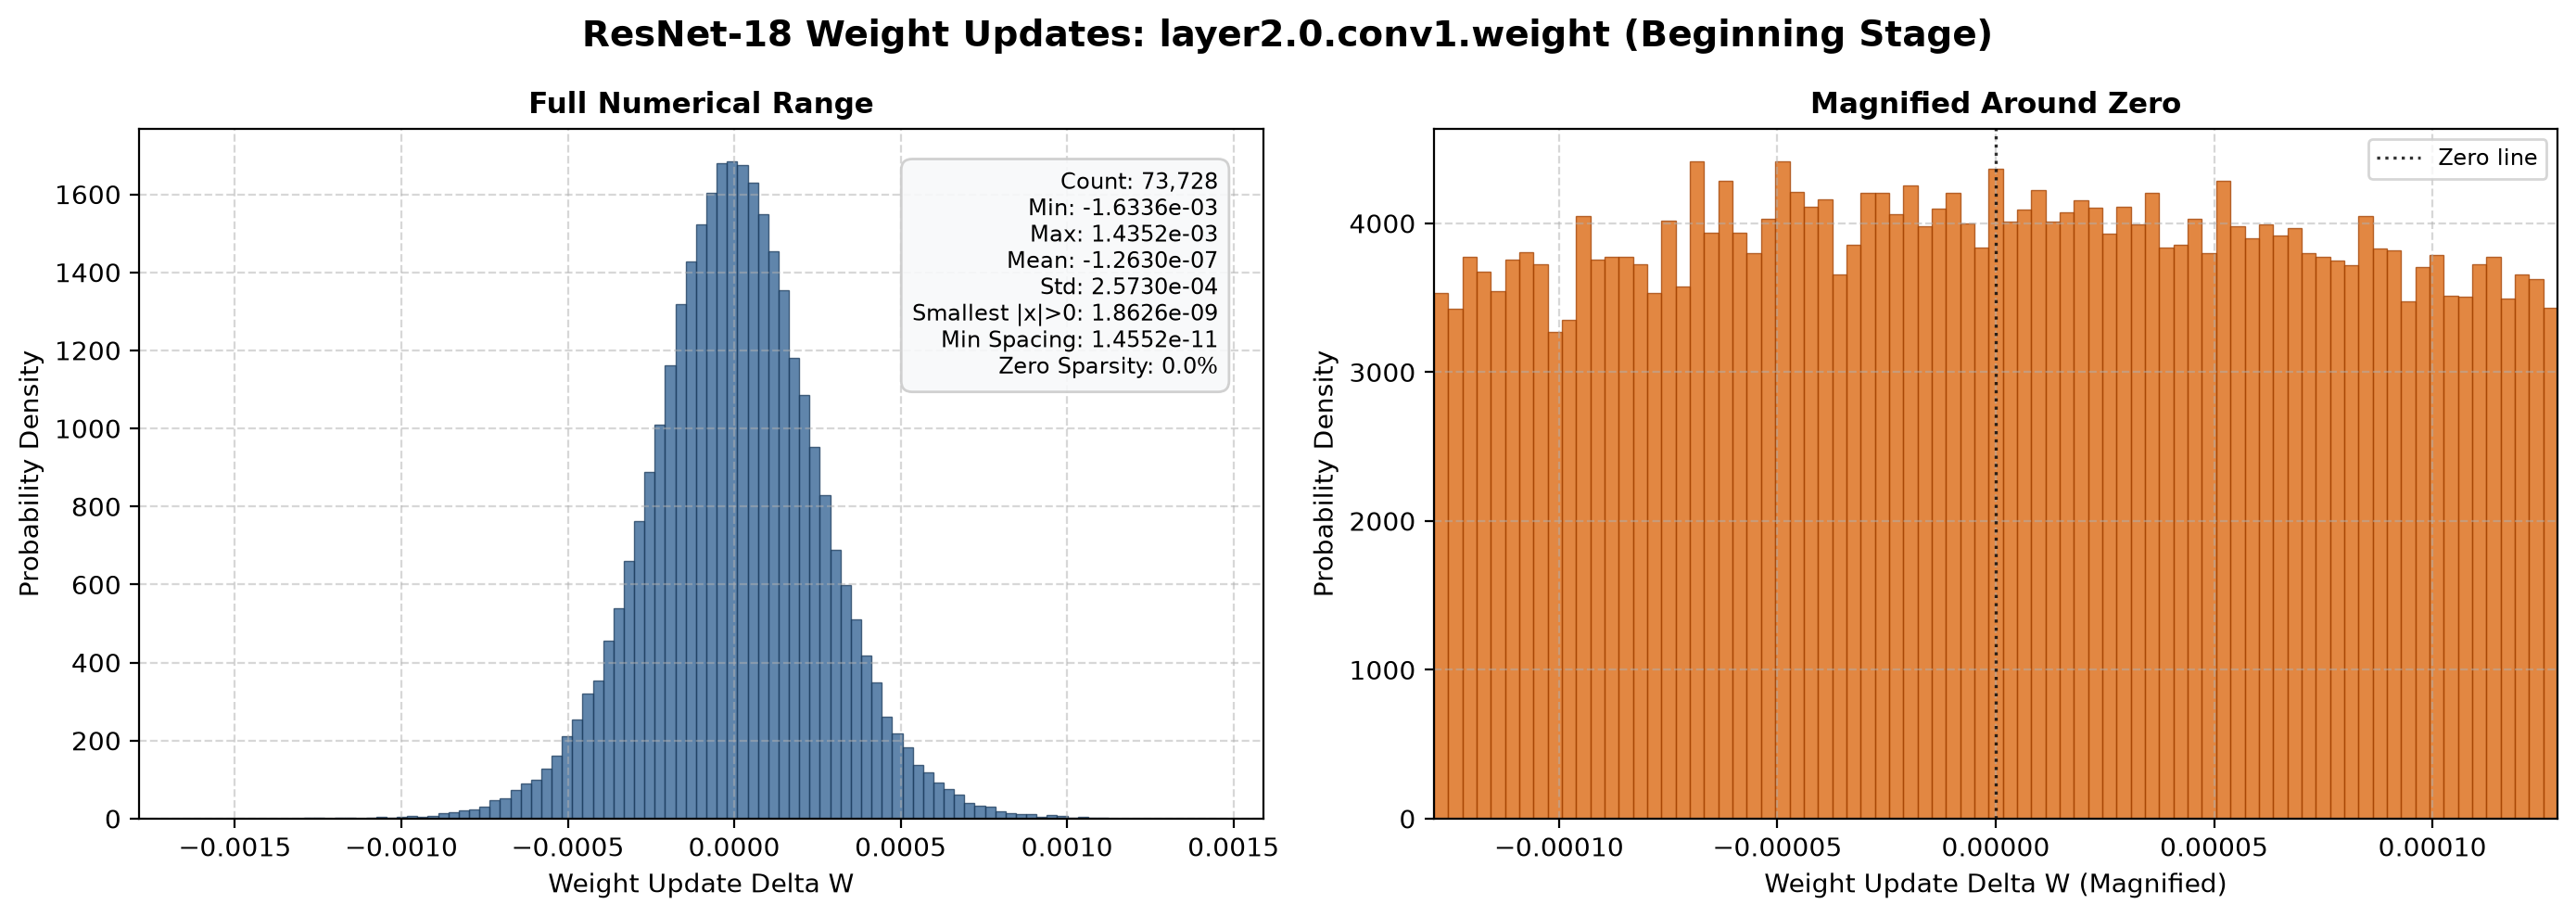 ResNet-18 Weight Updates: layer2.0.conv1.weight (Beginning Stage)
Full Numerical Range
Probability Density
1600
1400
1200
1000
800
600
400
200
0
Count: 73,728
Min: -1.6336e-03
Max: 1.4352e-03
Mean: -1.2630e-07
Std: 2.5730e-04
Smallest |x|>0: 1.8626e-09
Min Spacing: 1.4552e-11
Zero Sparsity: 0.0%
−0.0015 −0.0010 −0.0005 0.0000 0.0005 0.0010 0.0015
Weight Update Delta W
Magnified Around Zero
Probability Density
4000
3000
2000
1000
0
Zero line
−0.00010 −0.00005 0.00000 0.00005 0.00010
Weight Update Delta W (Magnified)